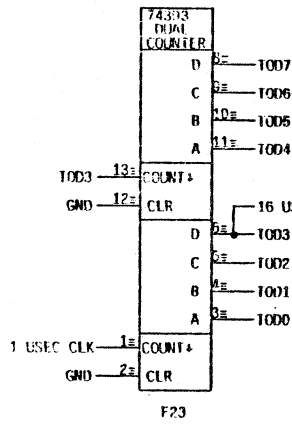 74393
DUAL
COUNTER
D 8 TOD7
C 9 TOD6
B 10 TOD5
A 11 TOD4
TOD3 13 COUNT↓
GND 12 CLR
16 U
D 6 TOD3
C 5 TOD2
B 4 TOD1
A 3 TOD0
1 USEC CLK 1 COUNT↓
GND 2 CLR
F23